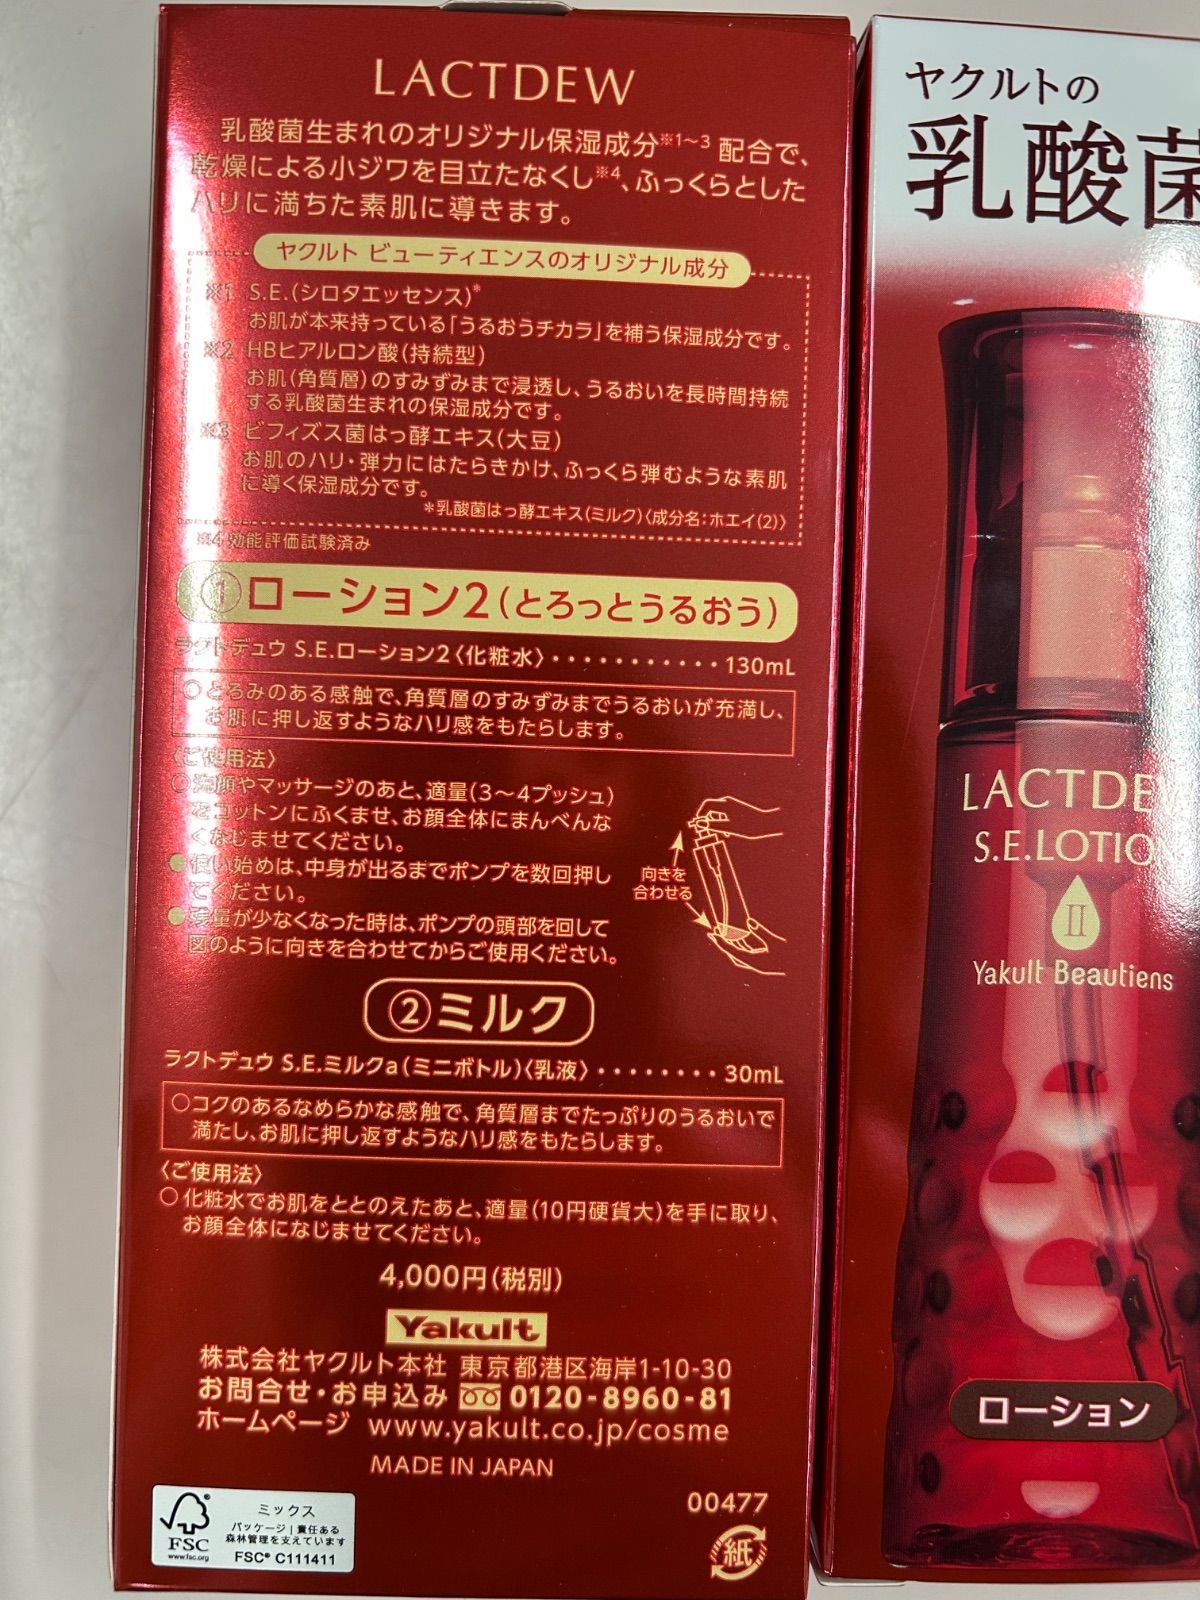 LACTDEW
乳酸菌生まれのオリジナル保湿成分※1〜3 配合で、
乾燥による小ジワを目立たなくし※4、ふっくらとした
ハリに満ちた素肌に導きます。
ヤクルト ビューティエンスのオリジナル成分
※1 S.E.(シロタエッセンス)*
お肌が本来持っている「うるおうチカラ」を補う保湿成分です。
※2 HBヒアルロン酸(持続型)
お肌(角質層)のすみずみまで浸透し、うるおいを長時間持続
する乳酸菌生まれの保湿成分です。
※3 ビフィズス菌はっ酵エキス(大豆)
お肌のハリ・弾力にはたらきかけ、ふっくら弾むような素肌
に導く保湿成分です。
*乳酸菌はっ酵エキス(ミルク)〈成分名:ホエイ(2)〉
※4 効能評価試験済み
①ローション2(とろっとうるおう)
ラクトデュウ S.E.ローション2〈化粧水〉・・・・・・・・・・・130mL
○とろみのある感触で、角質層のすみずみまでうるおいが充満し、
お肌に押し返すようなハリ感をもたらします。
〈ご使用法〉
○洗顔やマッサージのあと、適量(3〜4プッシュ)
をコットンにふくませ、お顔全体にまんべんな
くなじませてください。
●使い始めは、中身が出るまでポンプを数回押し
てください。
●残量が少なくなった時は、ポンプの頭部を回して
図のように向きを合わせてからご使用ください。
向きを
合わせる
②ミルク
ラクトデュウ S.E.ミルクa(ミニボトル)〈乳液〉・・・・・・・・30mL
○コクのあるなめらかな感触で、角質層までたっぷりのうるおいで
満たし、お肌に押し返すようなハリ感をもたらします。
〈ご使用法〉
○化粧水でお肌をととのえたあと、適量(10円硬貨大)を手に取り、
お顔全体になじませてください。
4,000円(税別)
Yakult
株式会社ヤクルト本社 東京都港区海岸1-10-30
お問合せ・お申込み 0120-8960-81
ホームページ www.yakult.co.jp/cosme
MADE IN JAPAN
00477
紙
FSC
www.fsc.org
ミックス
パッケージ|責任ある
森林管理を支えています
FSC® C111411
ヤクルトの
乳酸菌
LACTDE
S.E.LOTIO
II
Yakult Beautiens
ローション